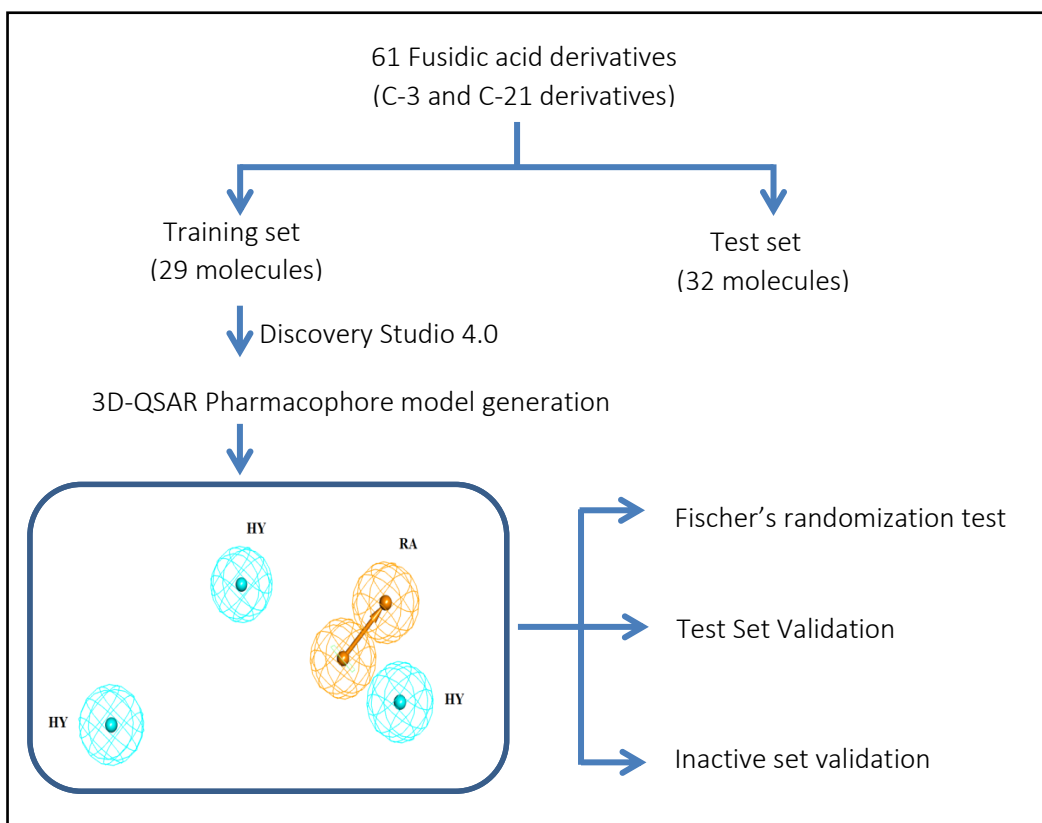 61 Fusidic acid derivatives
(C-3 and C-21 derivatives)
Training set
(29 molecules)
Test set
(32 molecules)
Discovery Studio 4.0
3D-QSAR Pharmacophore model generation
HY
RA
HY
HY
Fischer's randomization test
Test Set Validation
Inactive set validation